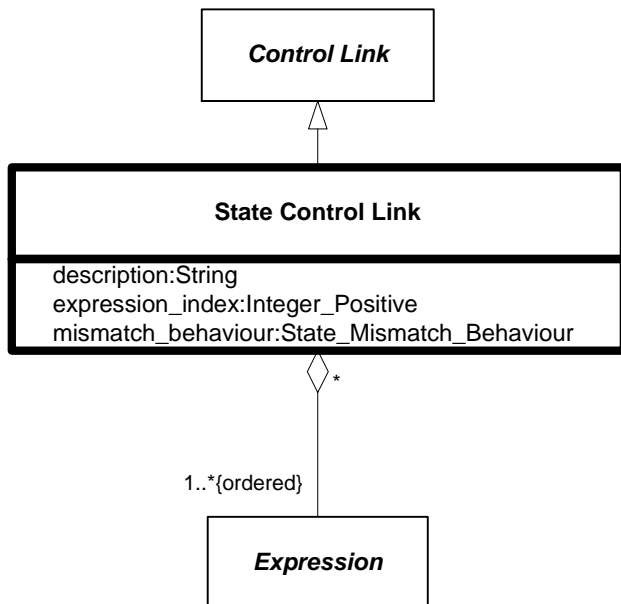 Control Link
State Control Link
description:String
expression_index:Integer_Positive
mismatch_behaviour:State_Mismatch_Behaviour
*
1..*{ordered}
Expression